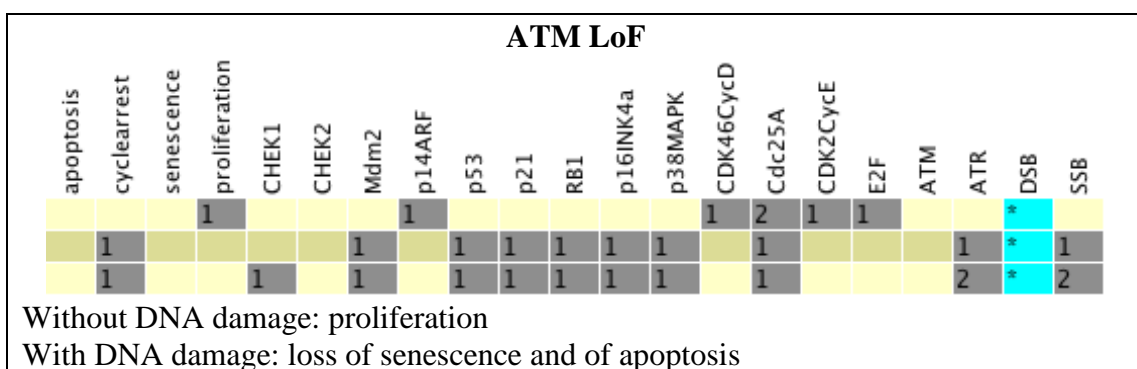 ATM LoF
apoptosis cyclearrest senescence proliferation CHEK1 CHEK2 Mdm2 p14ARF p53 p21 RB1 p16INK4a p38MAPK CDK46CycD Cdc25A CDK2CycE E2F ATM ATR DSB SSB
1 1 1 2 1 1 *
1 1 1 1 1 1 1 1 1 * 1
1 1 1 1 1 1 1 1 1 2 * 2
Without DNA damage: proliferation
With DNA damage: loss of senescence and of apoptosis